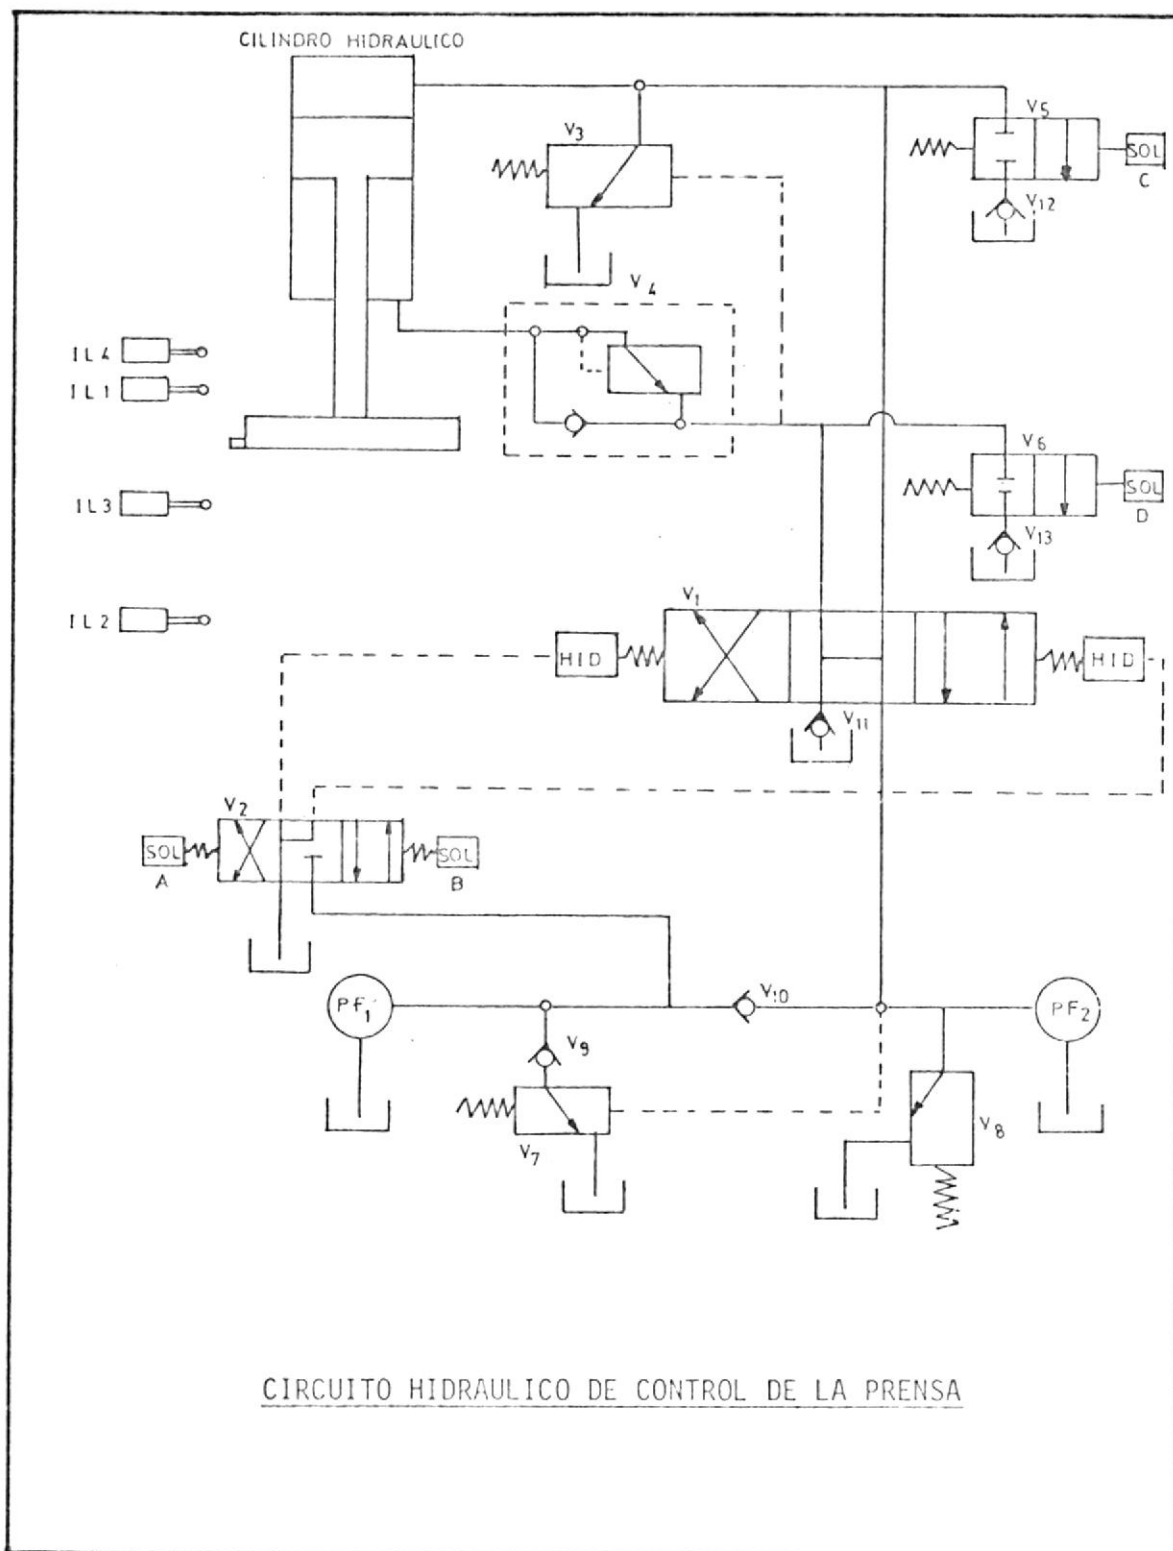 CILINDRO HIDRAULICO
V5
SOL
C
V3
V12
V4
IL4
IL1
V6
SOL
D
IL3
V13
V1
IL2
HID
HID
V11
V2
SOL
A
SOL
B
PF1
V10
PF2
V9
V8
V7
CIRCUITO HIDRAULICO DE CONTROL DE LA PRENSA